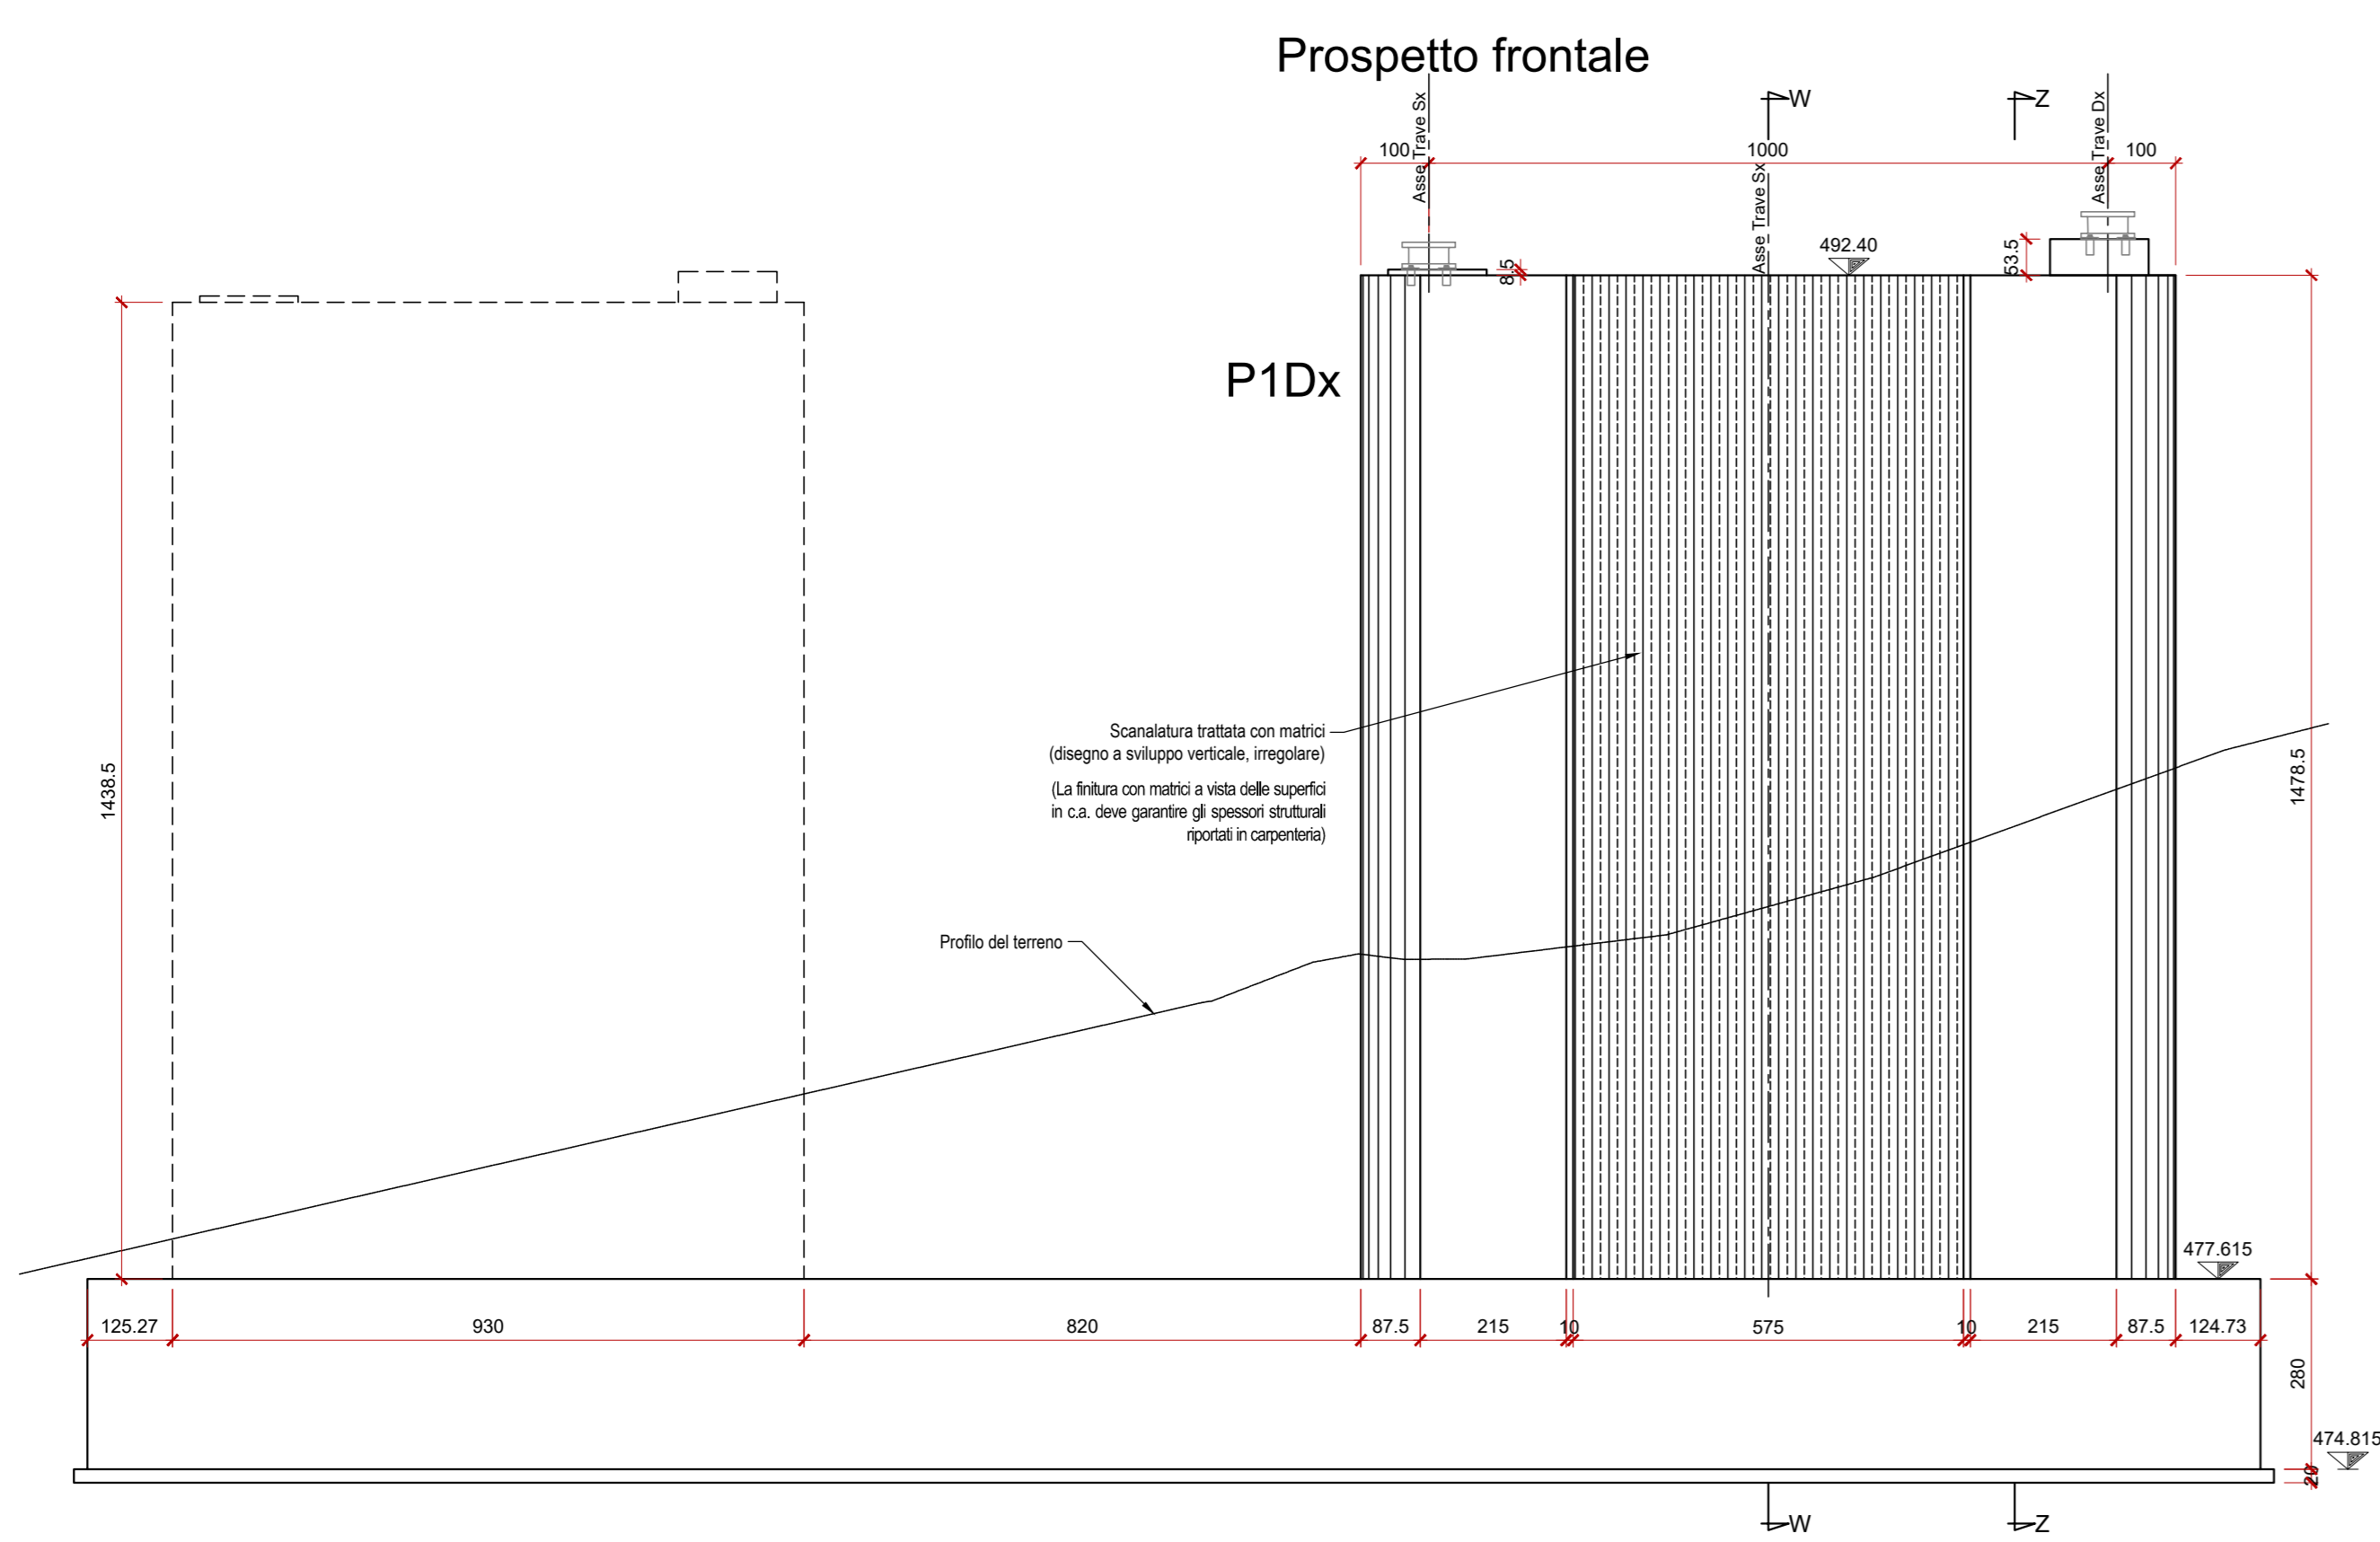 Prospetto frontale
W
Z
Asse Trave Sx
Asse Trave Dx
100
1000
100
Asse Trave Sx
492.40
8.5
53.5
P1Dx
Scanalatura trattata con matrici
(disegno a sviluppo verticale, irregolare)
(La finitura con matrici a vista delle superfici
in c.a. deve garantire gli spessori strutturali
riportati in carpenteria)
1438.5
1478.5
Profilo del terreno
477.615
125.27
930
820
87.5
215
10
575
10
215
87.5
124.73
280
474.815
20
W
Z